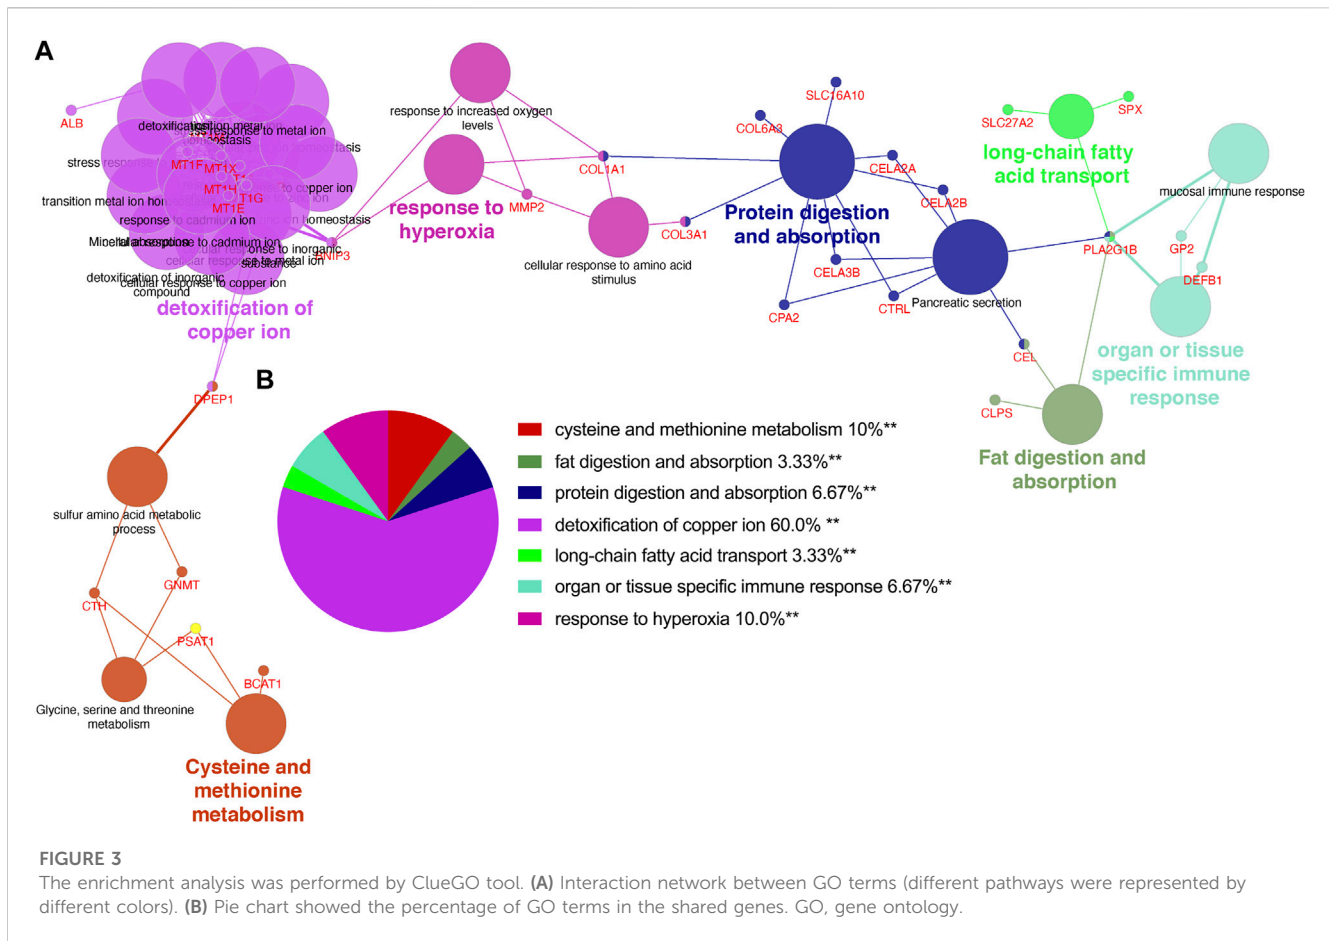 A
ALB
response to increased oxygen
levels
SLC16A10
COL6A3
SLC27A2
SPX
long-chain fatty
acid transport
detoxification
stress response to metal ion
homeostasis
MT1F
MT1X
MT1H
MT1E
transition metal ion homeostasis
response to cadmium ion
Mineral absorption
cellular response to cadmium ion
cellular response to inorganic
substance
cellular response to metal ion
detoxification of inorganic
compound
cellular response to copper ion
BNIP3
detoxification of
copper ion
COL1A1
MMP2
response to
hyperoxia
COL3A1
cellular response to amino acid
stimulus
CELA2A
CELA2B
Protein digestion
and absorption
CELA3B
CPA2
CTRL
Pancreatic secretion
mucosal immune response
PLA2G1B
GP2
DEFB1
organ or tissue
specific immune
response
CEL
CLPS
Fat digestion and
absorption
DPEP1
sulfur amino acid metabolic
process
GNMT
CTH
PSAT1
BCAT1
Glycine, serine and threonine
metabolism
Cysteine and
methionine
metabolism
B
cysteine and methionine metabolism 10%**
fat digestion and absorption 3.33%**
protein digestion and absorption 6.67%**
detoxification of copper ion 60.0% **
long-chain fatty acid transport 3.33%**
organ or tissue specific immune response 6.67%**
response to hyperoxia 10.0%**
FIGURE 3
The enrichment analysis was performed by ClueGO tool. (A) Interaction network between GO terms (different pathways were represented by
different colors). (B) Pie chart showed the percentage of GO terms in the shared genes. GO, gene ontology.